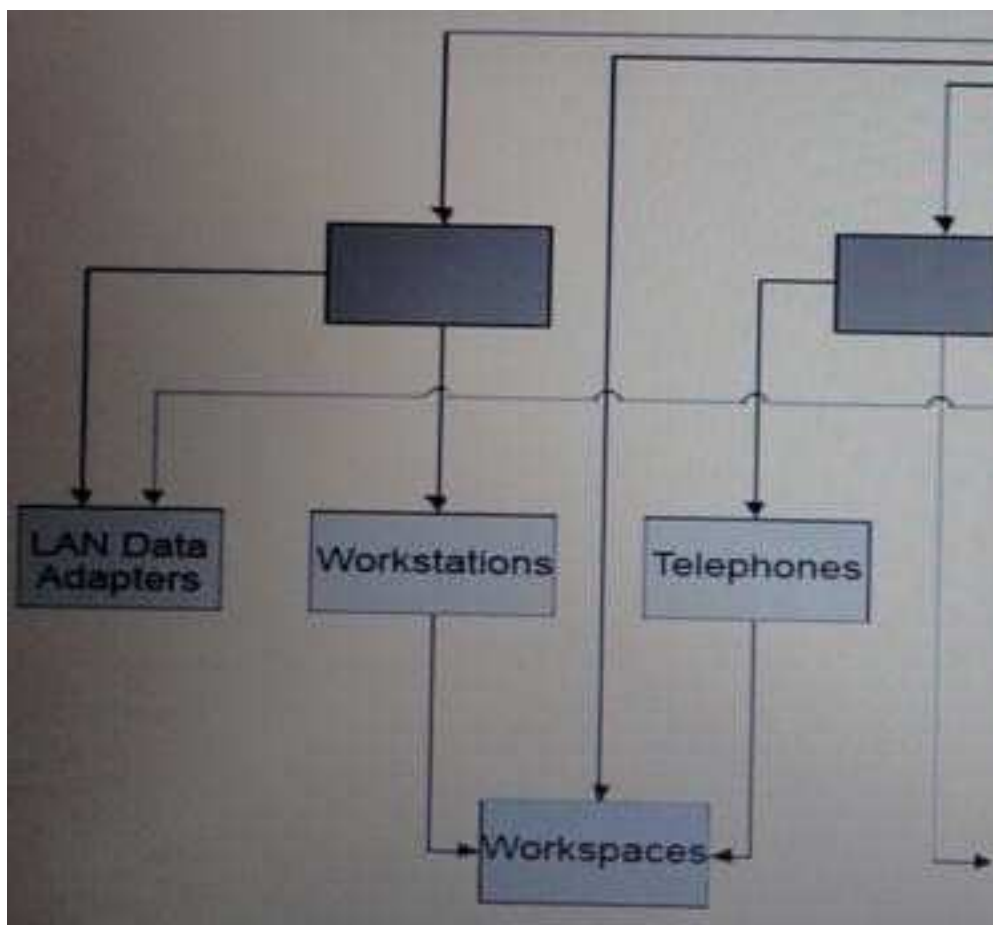 LAN Data
Adapters
Workstations
Telephones
Workspaces